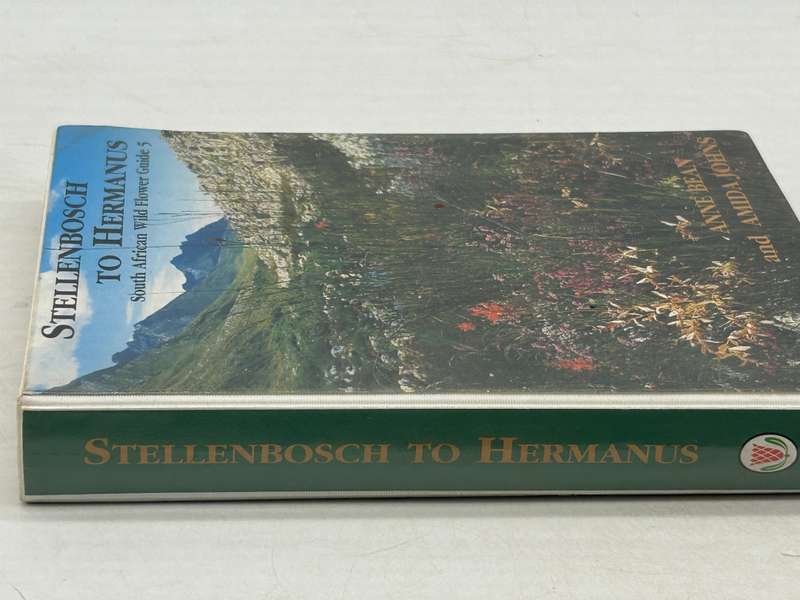 STELLENBOSCH
TO HERMANUS
South African Wild Flower Guide 5
ANNE BEAN
and AMIDA JOHNS
STELLENBOSCH TO HERMANUS